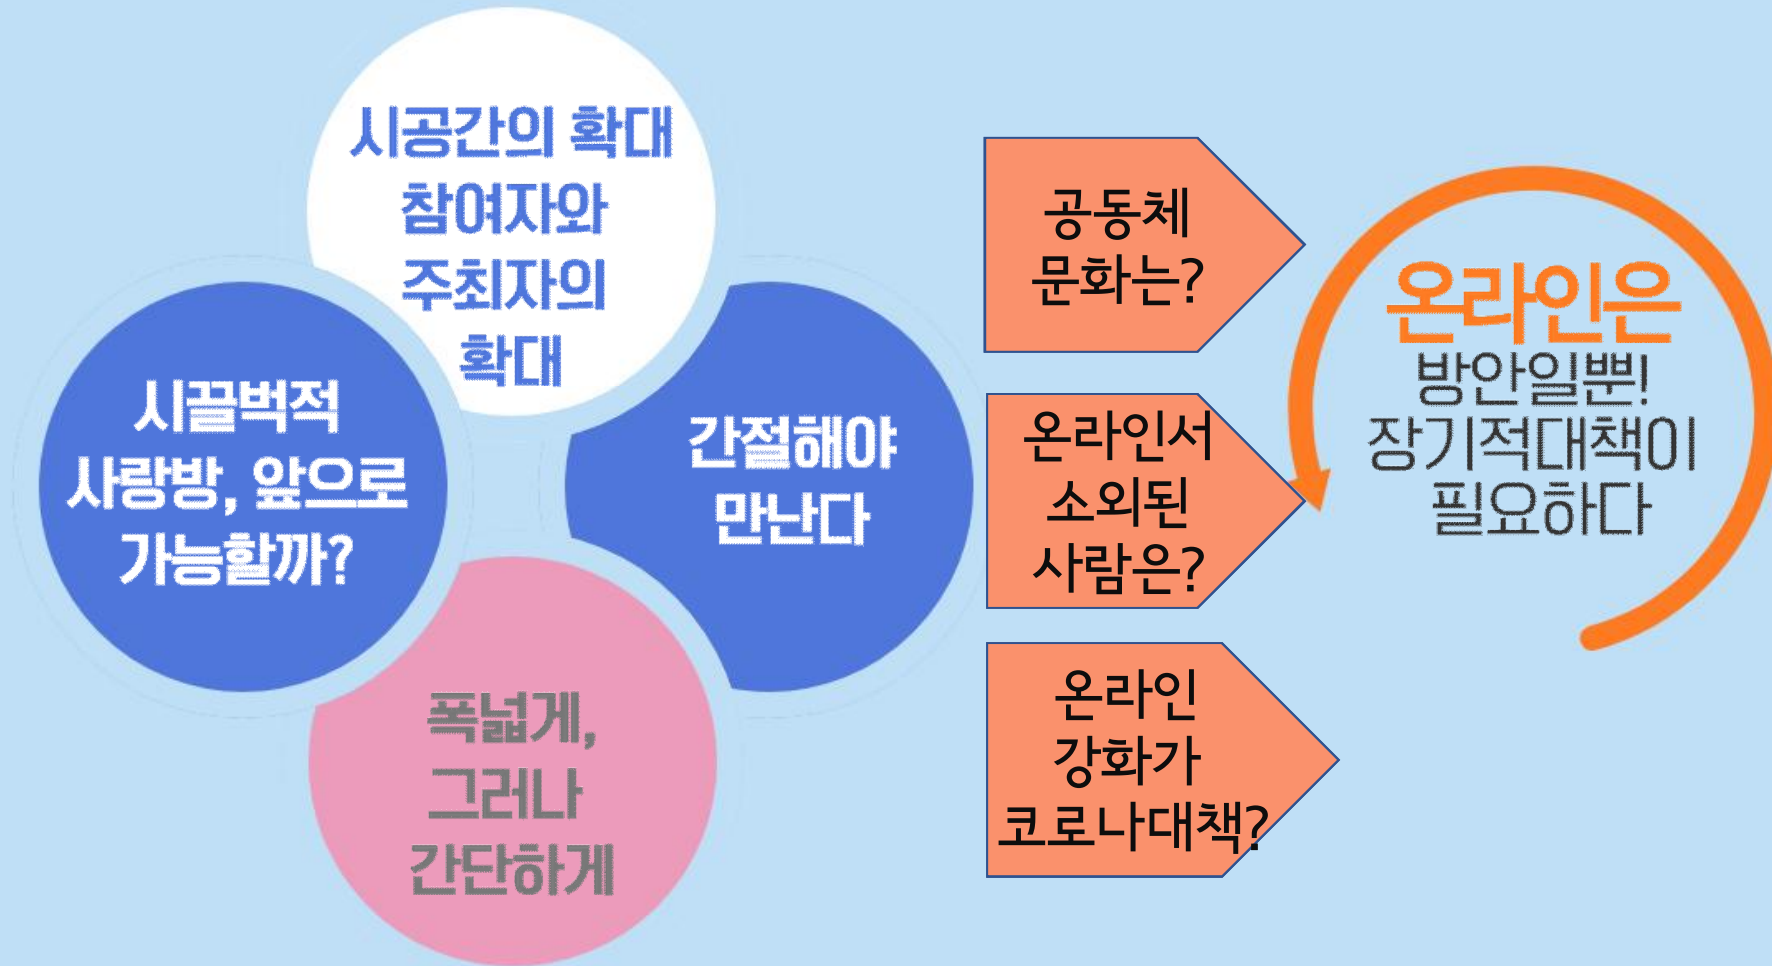 시공간의 확대
참여자와
주최자의
확대
시끌벅적
사랑방, 앞으로
가능할까?
간절해야
만난다
폭넓게,
그러나
간단하게
공동체
문화는?
온라인서
소외된
사람은?
온라인
강화가
코로나대책?
온라인은
방안일뿐!
장기적대책이
필요하다